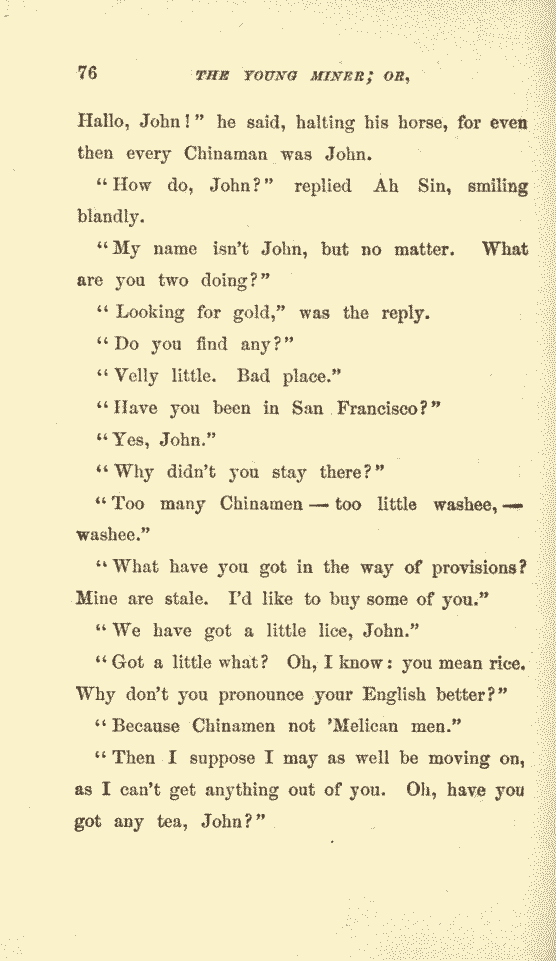 76 THE YOUNG MINER; OR,
Hallo, John!" he said, halting his horse, for even
then every Chinaman was John.
"How do, John?" replied Ah Sin, smiling
blandly.
"My name isn't John, but no matter. What
are you two doing?"
"Looking for gold," was the reply.
"Do you find any?"
"Velly little. Bad place."
"Have you been in San Francisco?"
"Yes, John."
"Why didn't you stay there?"
"Too many Chinamen — too little washee, —
washee."
"What have you got in the way of provisions?
Mine are stale. I'd like to buy some of you."
"We have got a little lice, John."
"Got a little what? Oh, I know: you mean rice.
Why don't you pronounce your English better?"
"Because Chinamen not 'Melican men."
"Then I suppose I may as well be moving on,
as I can't get anything out of you. Oh, have you
got any tea, John?"